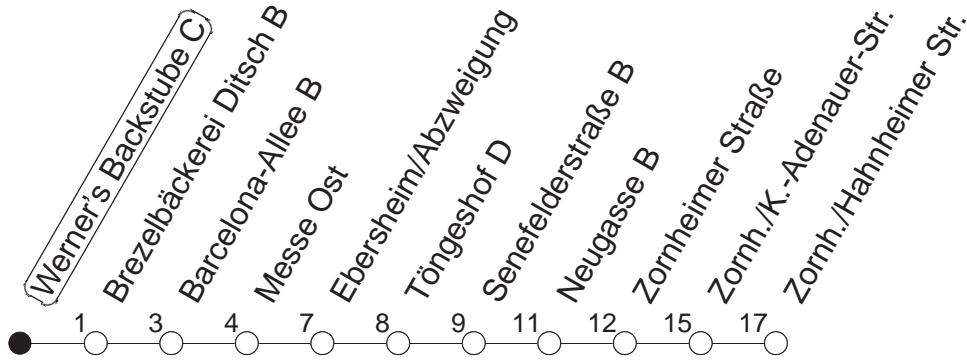 Werner's Backstube C
Brezelbäckerei Ditsch B
Barcelona-Allee B
Messe Ost
Ebersheim/Abzweigung
Töngeshof D
Senefelderstraße B
Neugasse B
Zornheimer Straße
Zornh./K.-Adenauer-Str.
Zornh./Hahnheimer Str.
1 3 4 7 8 9 11 12 15 17